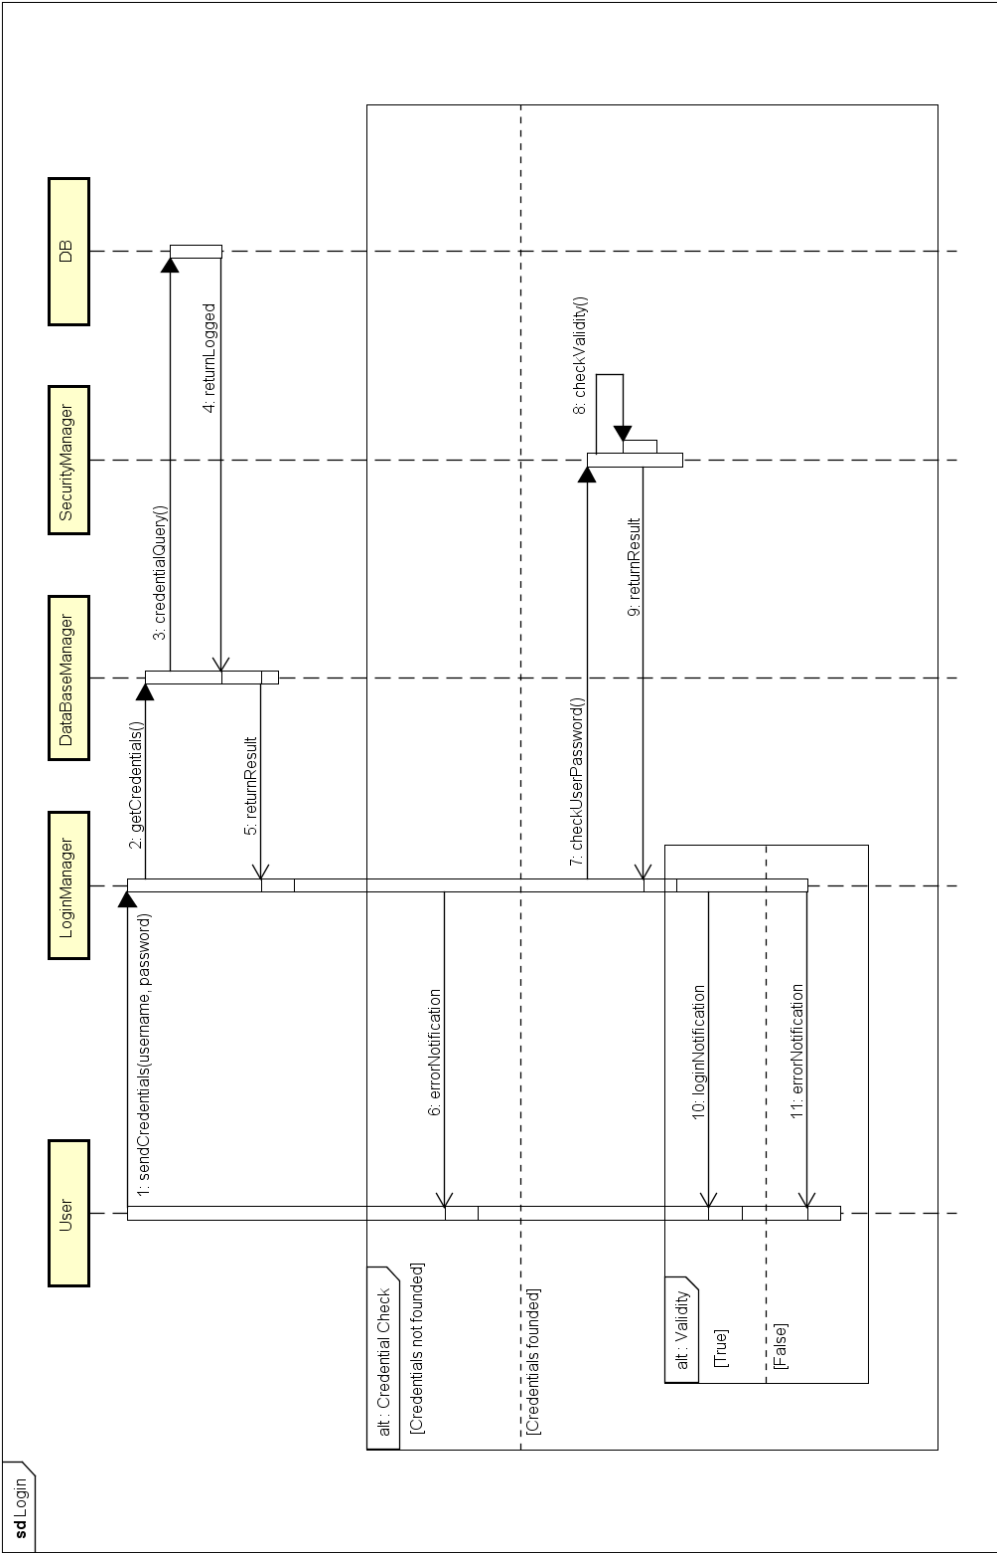 sd Login
User
LoginManager
DataBaseManager
SecurityManager
DB
1: sendCredentials(username, password)
2: getCredentials()
3: credentialQuery()
4: returnLogged
5: returnResult
alt : Credential Check
[Credentials not founded]
6: errorNotification
[Credentials founded]
7: checkUserPassword()
8: checkValidity()
9: returnResult
alt : Validity
[True]
10: loginNotification
[False]
11: errorNotification